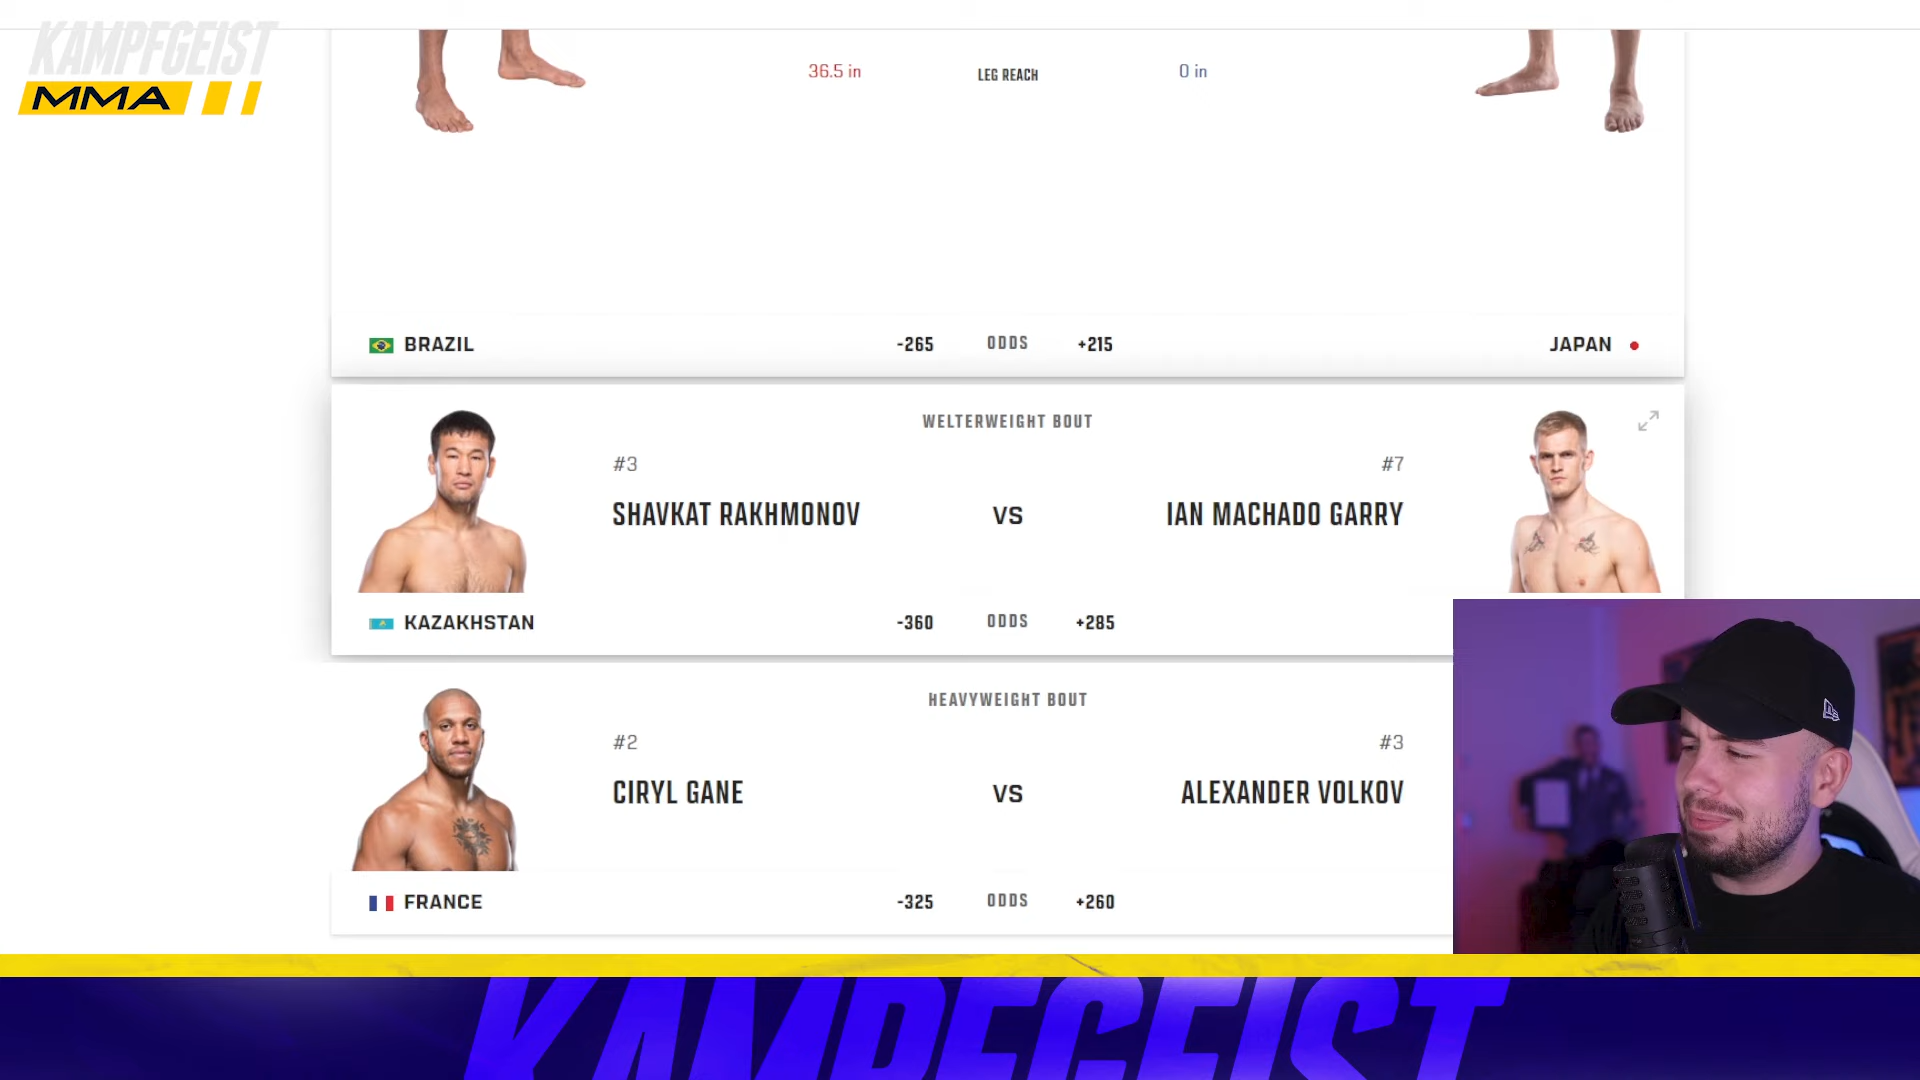 KAMPFGEIST
MMA
36.5 in LEG REACH 0 in
BRAZIL -265 ODDS +215 JAPAN
WELTERWEIGHT BOUT
#3 #7
SHAVKAT RAKHMONOV VS IAN MACHADO GARRY
KAZAKHSTAN -360 ODDS +285
HEAVYWEIGHT BOUT
#2 #3
CIRYL GANE VS ALEXANDER VOLKOV
FRANCE -325 ODDS +260
KAMPFGEIST